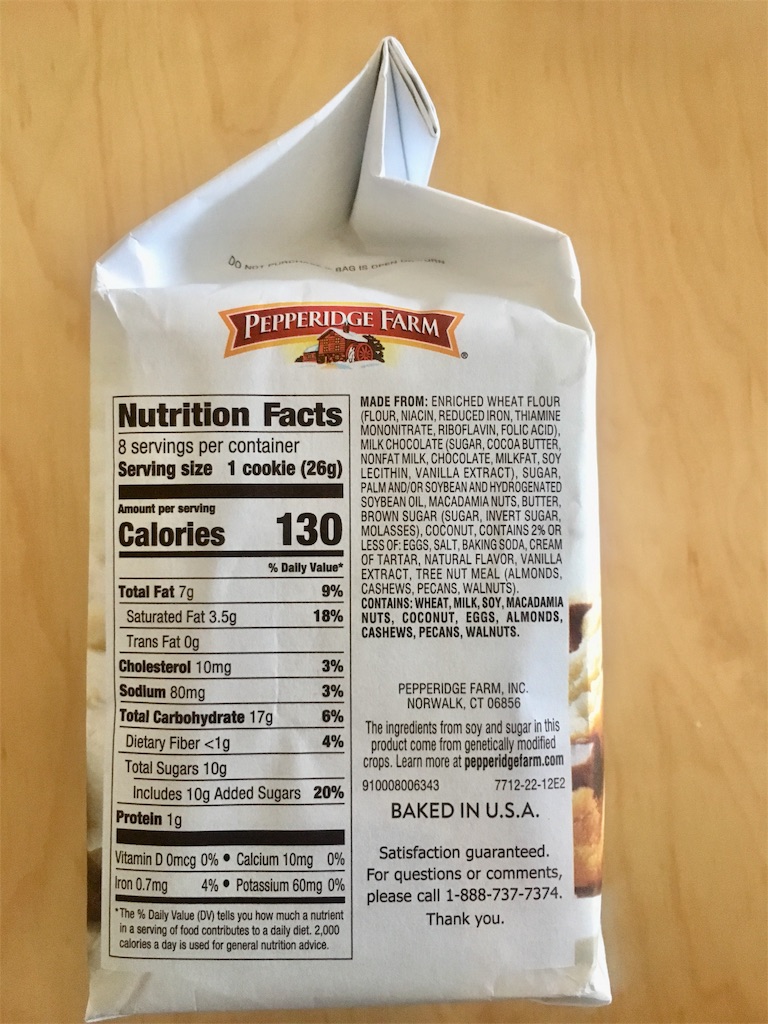 DO NOT PURCHASE IF BAG IS OPEN OR TORN
PEPPERIDGE FARM®
Nutrition Facts
8 servings per container
Serving size 1 cookie (26g)
Amount per serving
Calories 130
% Daily Value*
Total Fat 7g 9%
Saturated Fat 3.5g 18%
Trans Fat 0g
Cholesterol 10mg 3%
Sodium 80mg 3%
Total Carbohydrate 17g 6%
Dietary Fiber <1g 4%
Total Sugars 10g
Includes 10g Added Sugars 20%
Protein 1g
Vitamin D 0mcg 0% • Calcium 10mg 0%
Iron 0.7mg 4% • Potassium 60mg 0%
*The % Daily Value (DV) tells you how much a nutrient
in a serving of food contributes to a daily diet. 2,000
calories a day is used for general nutrition advice.
MADE FROM: ENRICHED WHEAT FLOUR
(FLOUR, NIACIN, REDUCED IRON, THIAMINE
MONONITRATE, RIBOFLAVIN, FOLIC ACID),
MILK CHOCOLATE (SUGAR, COCOA BUTTER,
NONFAT MILK, CHOCOLATE, MILKFAT, SOY
LECITHIN, VANILLA EXTRACT), SUGAR,
PALM AND/OR SOYBEAN AND HYDROGENATED
SOYBEAN OIL, MACADAMIA NUTS, BUTTER,
BROWN SUGAR (SUGAR, INVERT SUGAR,
MOLASSES), COCONUT, CONTAINS 2% OR
LESS OF: EGGS, SALT, BAKING SODA, CREAM
OF TARTAR, NATURAL FLAVOR, VANILLA
EXTRACT, TREE NUT MEAL (ALMONDS,
CASHEWS, PECANS, WALNUTS).
CONTAINS: WHEAT, MILK, SOY, MACADAMIA
NUTS, COCONUT, EGGS, ALMONDS,
CASHEWS, PECANS, WALNUTS.
PEPPERIDGE FARM, INC.
NORWALK, CT 06856
The ingredients from soy and sugar in this
product come from genetically modified
crops. Learn more at pepperidgefarm.com
910008006343 7712-22-12E2
BAKED IN U.S.A.
Satisfaction guaranteed.
For questions or comments,
please call 1-888-737-7374.
Thank you.